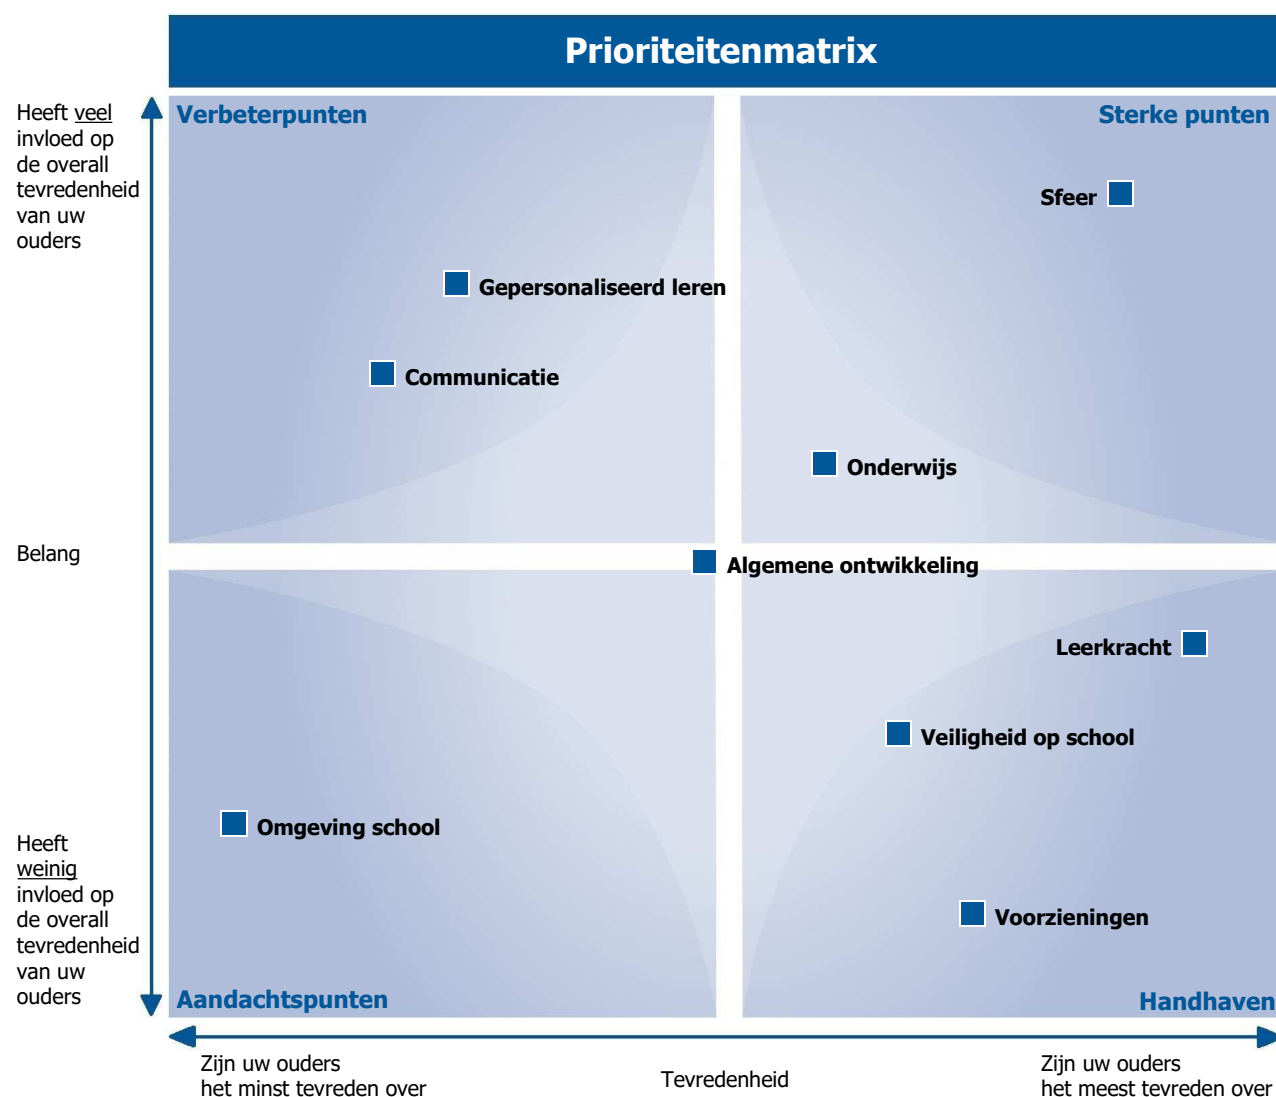 Prioriteitenmatrix
Heeft veel
invloed op
de overall
tevredenheid
van uw
ouders
Verbeterpunten
Sterke punten
Sfeer
Gepersonaliseerd leren
Communicatie
Onderwijs
Belang
Algemene ontwikkeling
Leerkracht
Veiligheid op school
Omgeving school
Heeft
weinig
invloed op
de overall
tevredenheid
van uw
ouders
Voorzieningen
Aandachtspunten
Handhaven
Zijn uw ouders
het minst tevreden over
Tevredenheid
Zijn uw ouders
het meest tevreden over